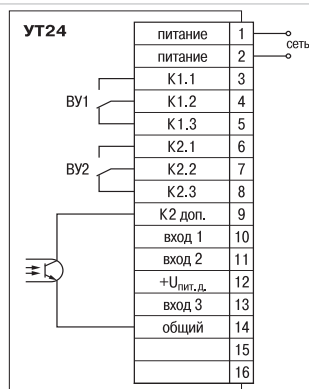 УТ24
питание 1
питание 2
сеть
К1.1 3
ВУ1 К1.2 4
К1.3 5
К2.1 6
ВУ2 К2.2 7
К2.3 8
К2 доп. 9
вход 1 10
вход 2 11
+Uпит.д. 12
вход 3 13
общий 14
15
16